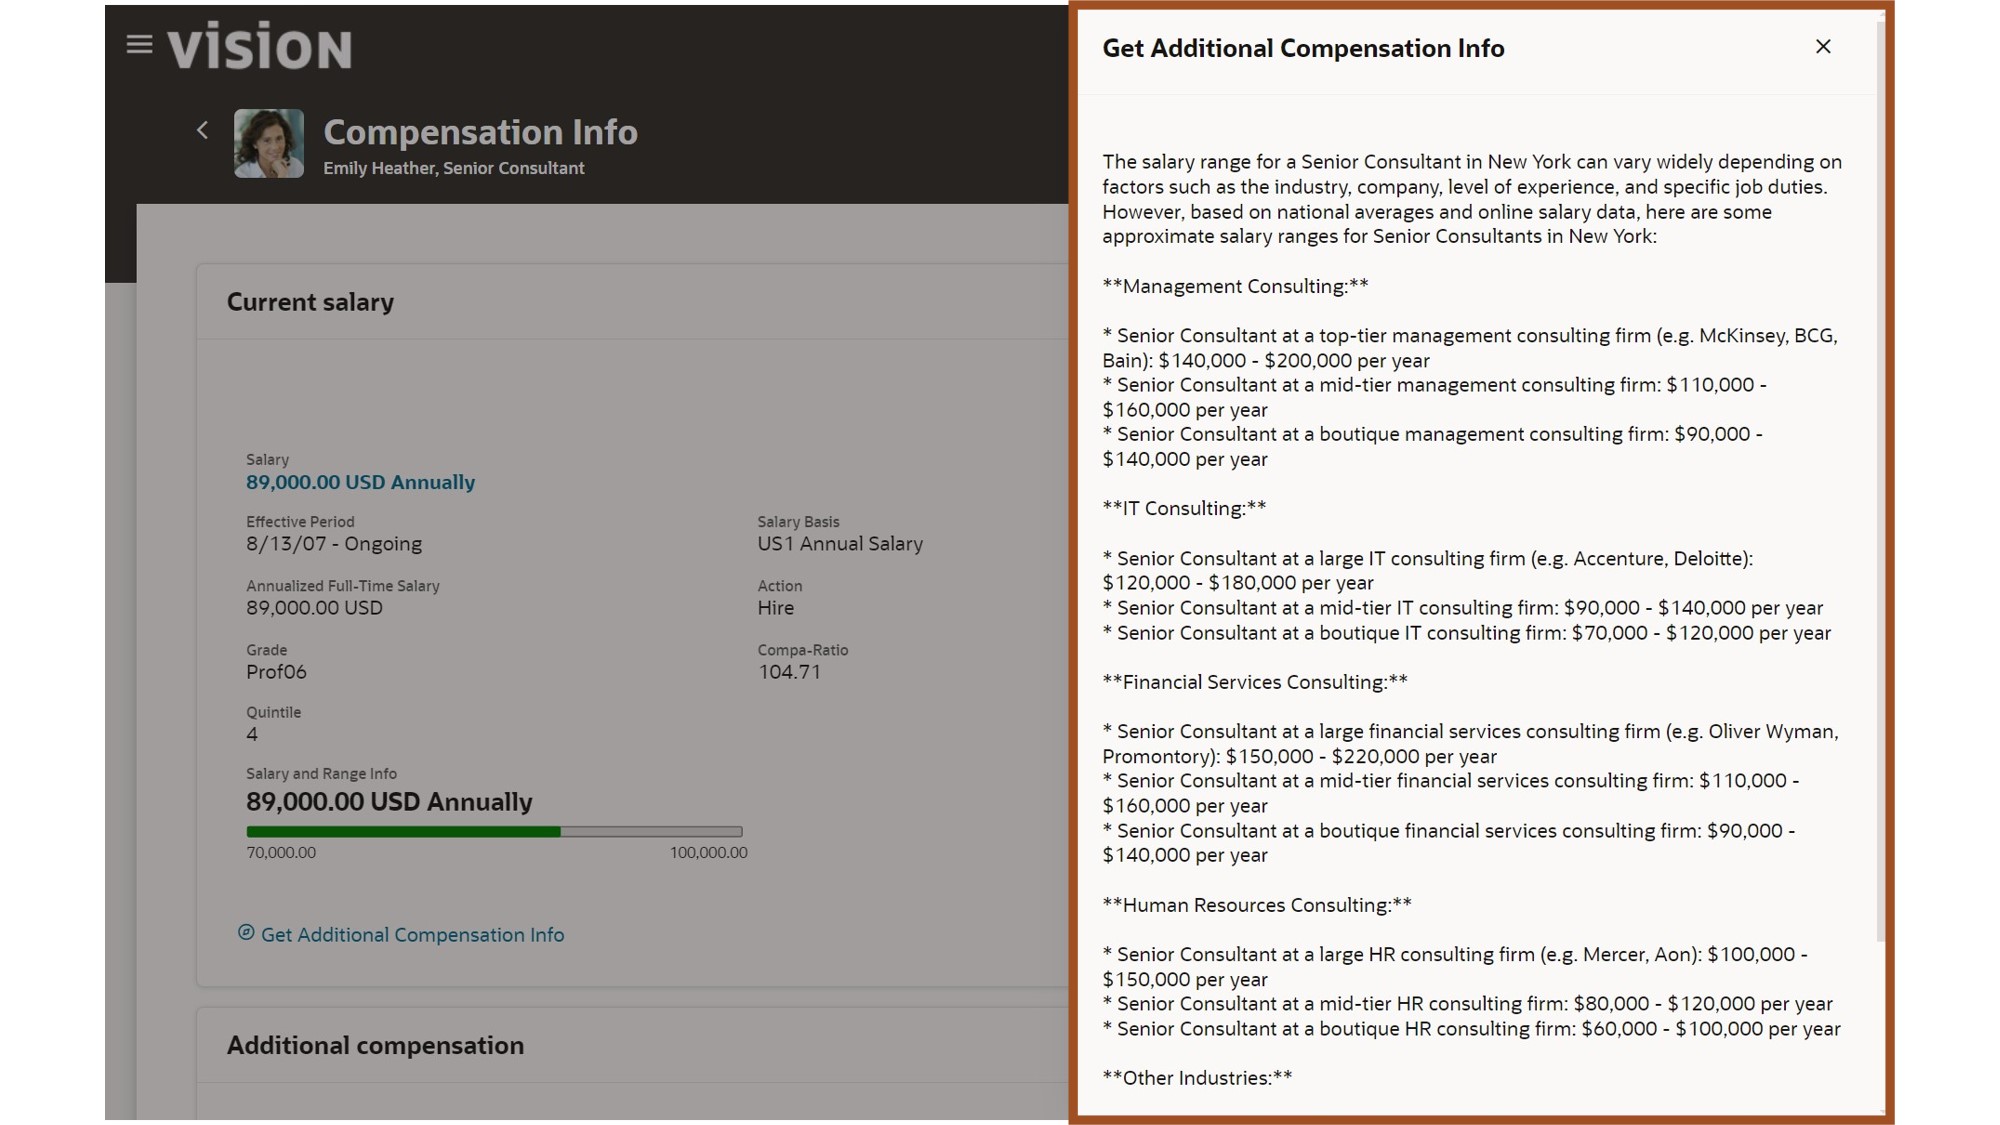 vision
Compensation Info
Emily Heather, Senior Consultant
Current salary
Salary
89,000.00 USD Annually
Effective Period
8/13/07 - Ongoing
Salary Basis
US1 Annual Salary
Annualized Full-Time Salary
89,000.00 USD
Action
Hire
Grade
Prof06
Compa-Ratio
104.71
Quintile
4
Salary and Range Info
89,000.00 USD Annually
70,000.00
100,000.00
Get Additional Compensation Info
Additional compensation
Get Additional Compensation Info
The salary range for a Senior Consultant in New York can vary widely depending on
factors such as the industry, company, level of experience, and specific job duties.
However, based on national averages and online salary data, here are some
approximate salary ranges for Senior Consultants in New York:
**Management Consulting:**
* Senior Consultant at a top-tier management consulting firm (e.g. McKinsey, BCG,
Bain): $140,000 - $200,000 per year
* Senior Consultant at a mid-tier management consulting firm: $110,000 -
$160,000 per year
* Senior Consultant at a boutique management consulting firm: $90,000 -
$140,000 per year
**IT Consulting:**
* Senior Consultant at a large IT consulting firm (e.g. Accenture, Deloitte):
$120,000 - $180,000 per year
* Senior Consultant at a mid-tier IT consulting firm: $90,000 - $140,000 per year
* Senior Consultant at a boutique IT consulting firm: $70,000 - $120,000 per year
**Financial Services Consulting:**
* Senior Consultant at a large financial services consulting firm (e.g. Oliver Wyman,
Promontory): $150,000 - $220,000 per year
* Senior Consultant at a mid-tier financial services consulting firm: $110,000 -
$160,000 per year
* Senior Consultant at a boutique financial services consulting firm: $90,000 -
$140,000 per year
**Human Resources Consulting:**
* Senior Consultant at a large HR consulting firm (e.g. Mercer, Aon): $100,000 -
$150,000 per year
* Senior Consultant at a mid-tier HR consulting firm: $80,000 - $120,000 per year
* Senior Consultant at a boutique HR consulting firm: $60,000 - $100,000 per year
**Other Industries:**